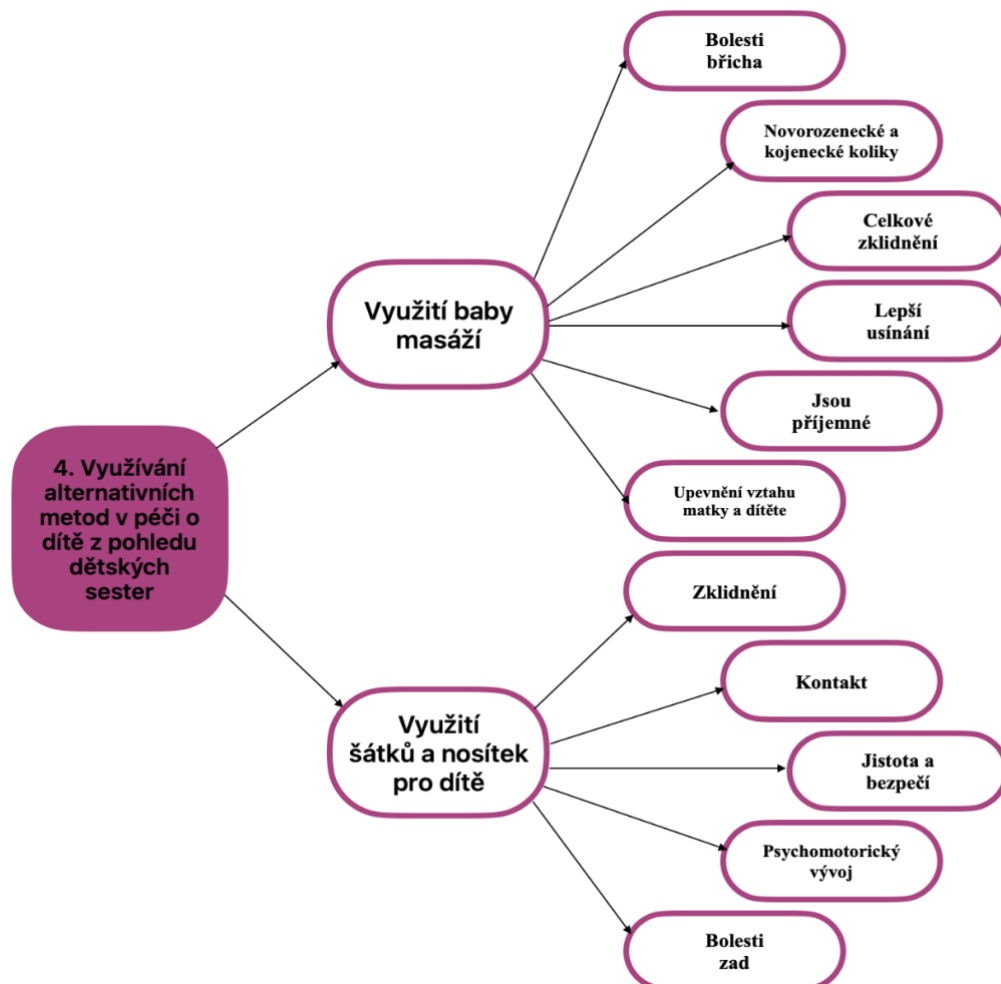 4. Využívání
alternativních
metod v péči o
dítě z pohledu
dětských
sester
Využití baby
masáží
Bolesti
břicha
Novorozenecké a
kojenecké koliky
Celkové
zklidnění
Lepší
usínání
Jsou
příjemné
Upevnění vztahu
matky a dítěte
Využití
šátků a nosítek
pro dítě
Zklidnění
Kontakt
Jistota a
bezpečí
Psychomotorický
vývoj
Bolesti
zad